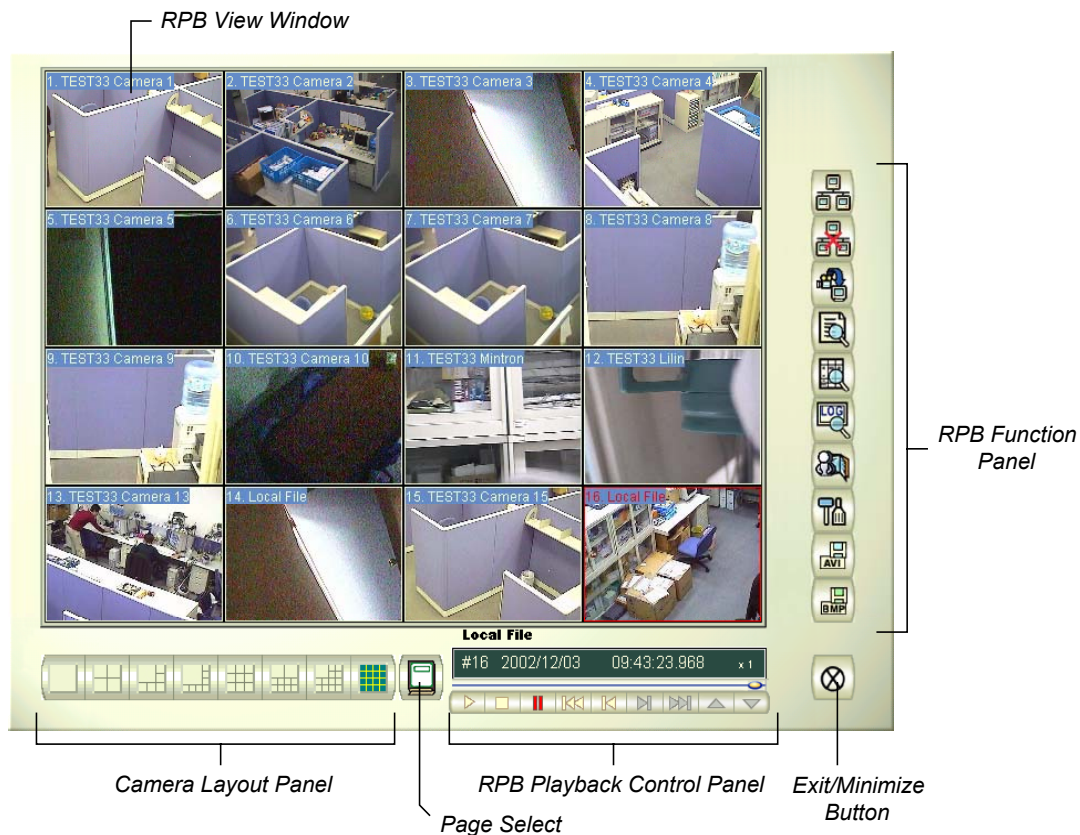 RPB View Window
1. TEST33 Camera 1
2. TEST33 Camera 2
3. TEST33 Camera 3
4. TEST33 Camera 4
5. TEST33 Camera 5
6. TEST33 Camera 6
7. TEST33 Camera 7
8. TEST33 Camera 8
9. TEST33 Camera 9
10. TEST33 Camera 10
11. TEST33 Mintron
12. TEST33 Lilin
13. TEST33 Camera 13
14. Local File
15. TEST33 Camera 15
16. Local File
LOG
AVI
BMP
RPB Function
Panel
Local File
#16 2002/12/03 09:43:23.968 x 1
Camera Layout Panel
RPB Playback Control Panel
Exit/Minimize
Button
Page Select